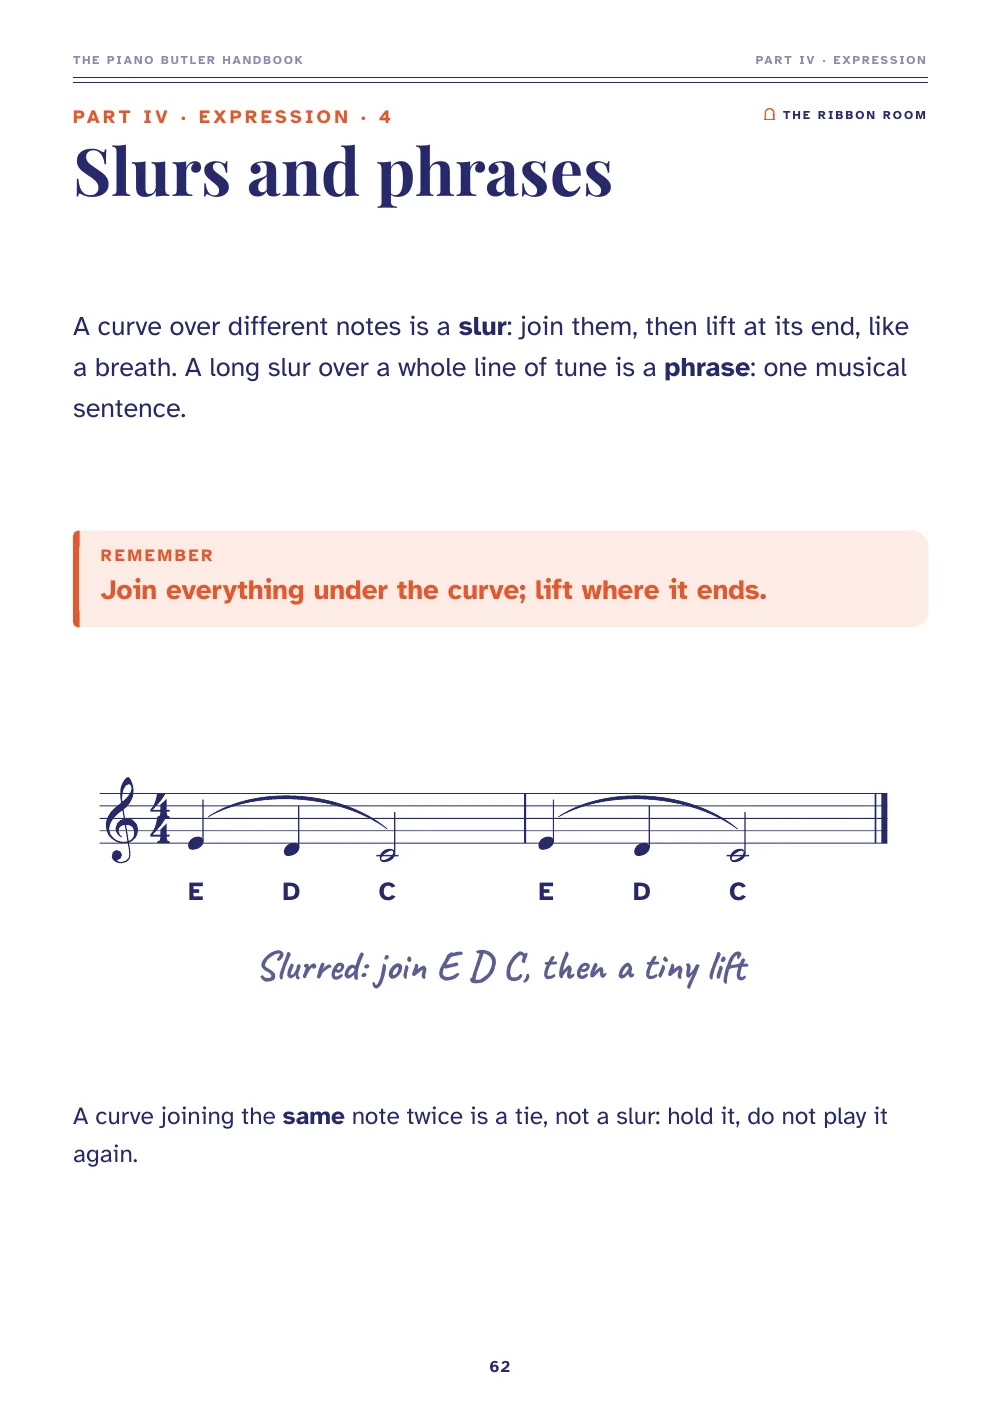 THE PIANO BUTLER HANDBOOK
PART IV · EXPRESSION
PART IV · EXPRESSION · 4
THE RIBBON ROOM
Slurs and phrases
A curve over different notes is a slur: join them, then lift at its end, like
a breath. A long slur over a whole line of tune is a phrase: one musical
sentence.
REMEMBER
Join everything under the curve; lift where it ends.
4
4
E D C E D C
Slurred: join E D C, then a tiny lift
A curve joining the same note twice is a tie, not a slur: hold it, do not play it
again.
62